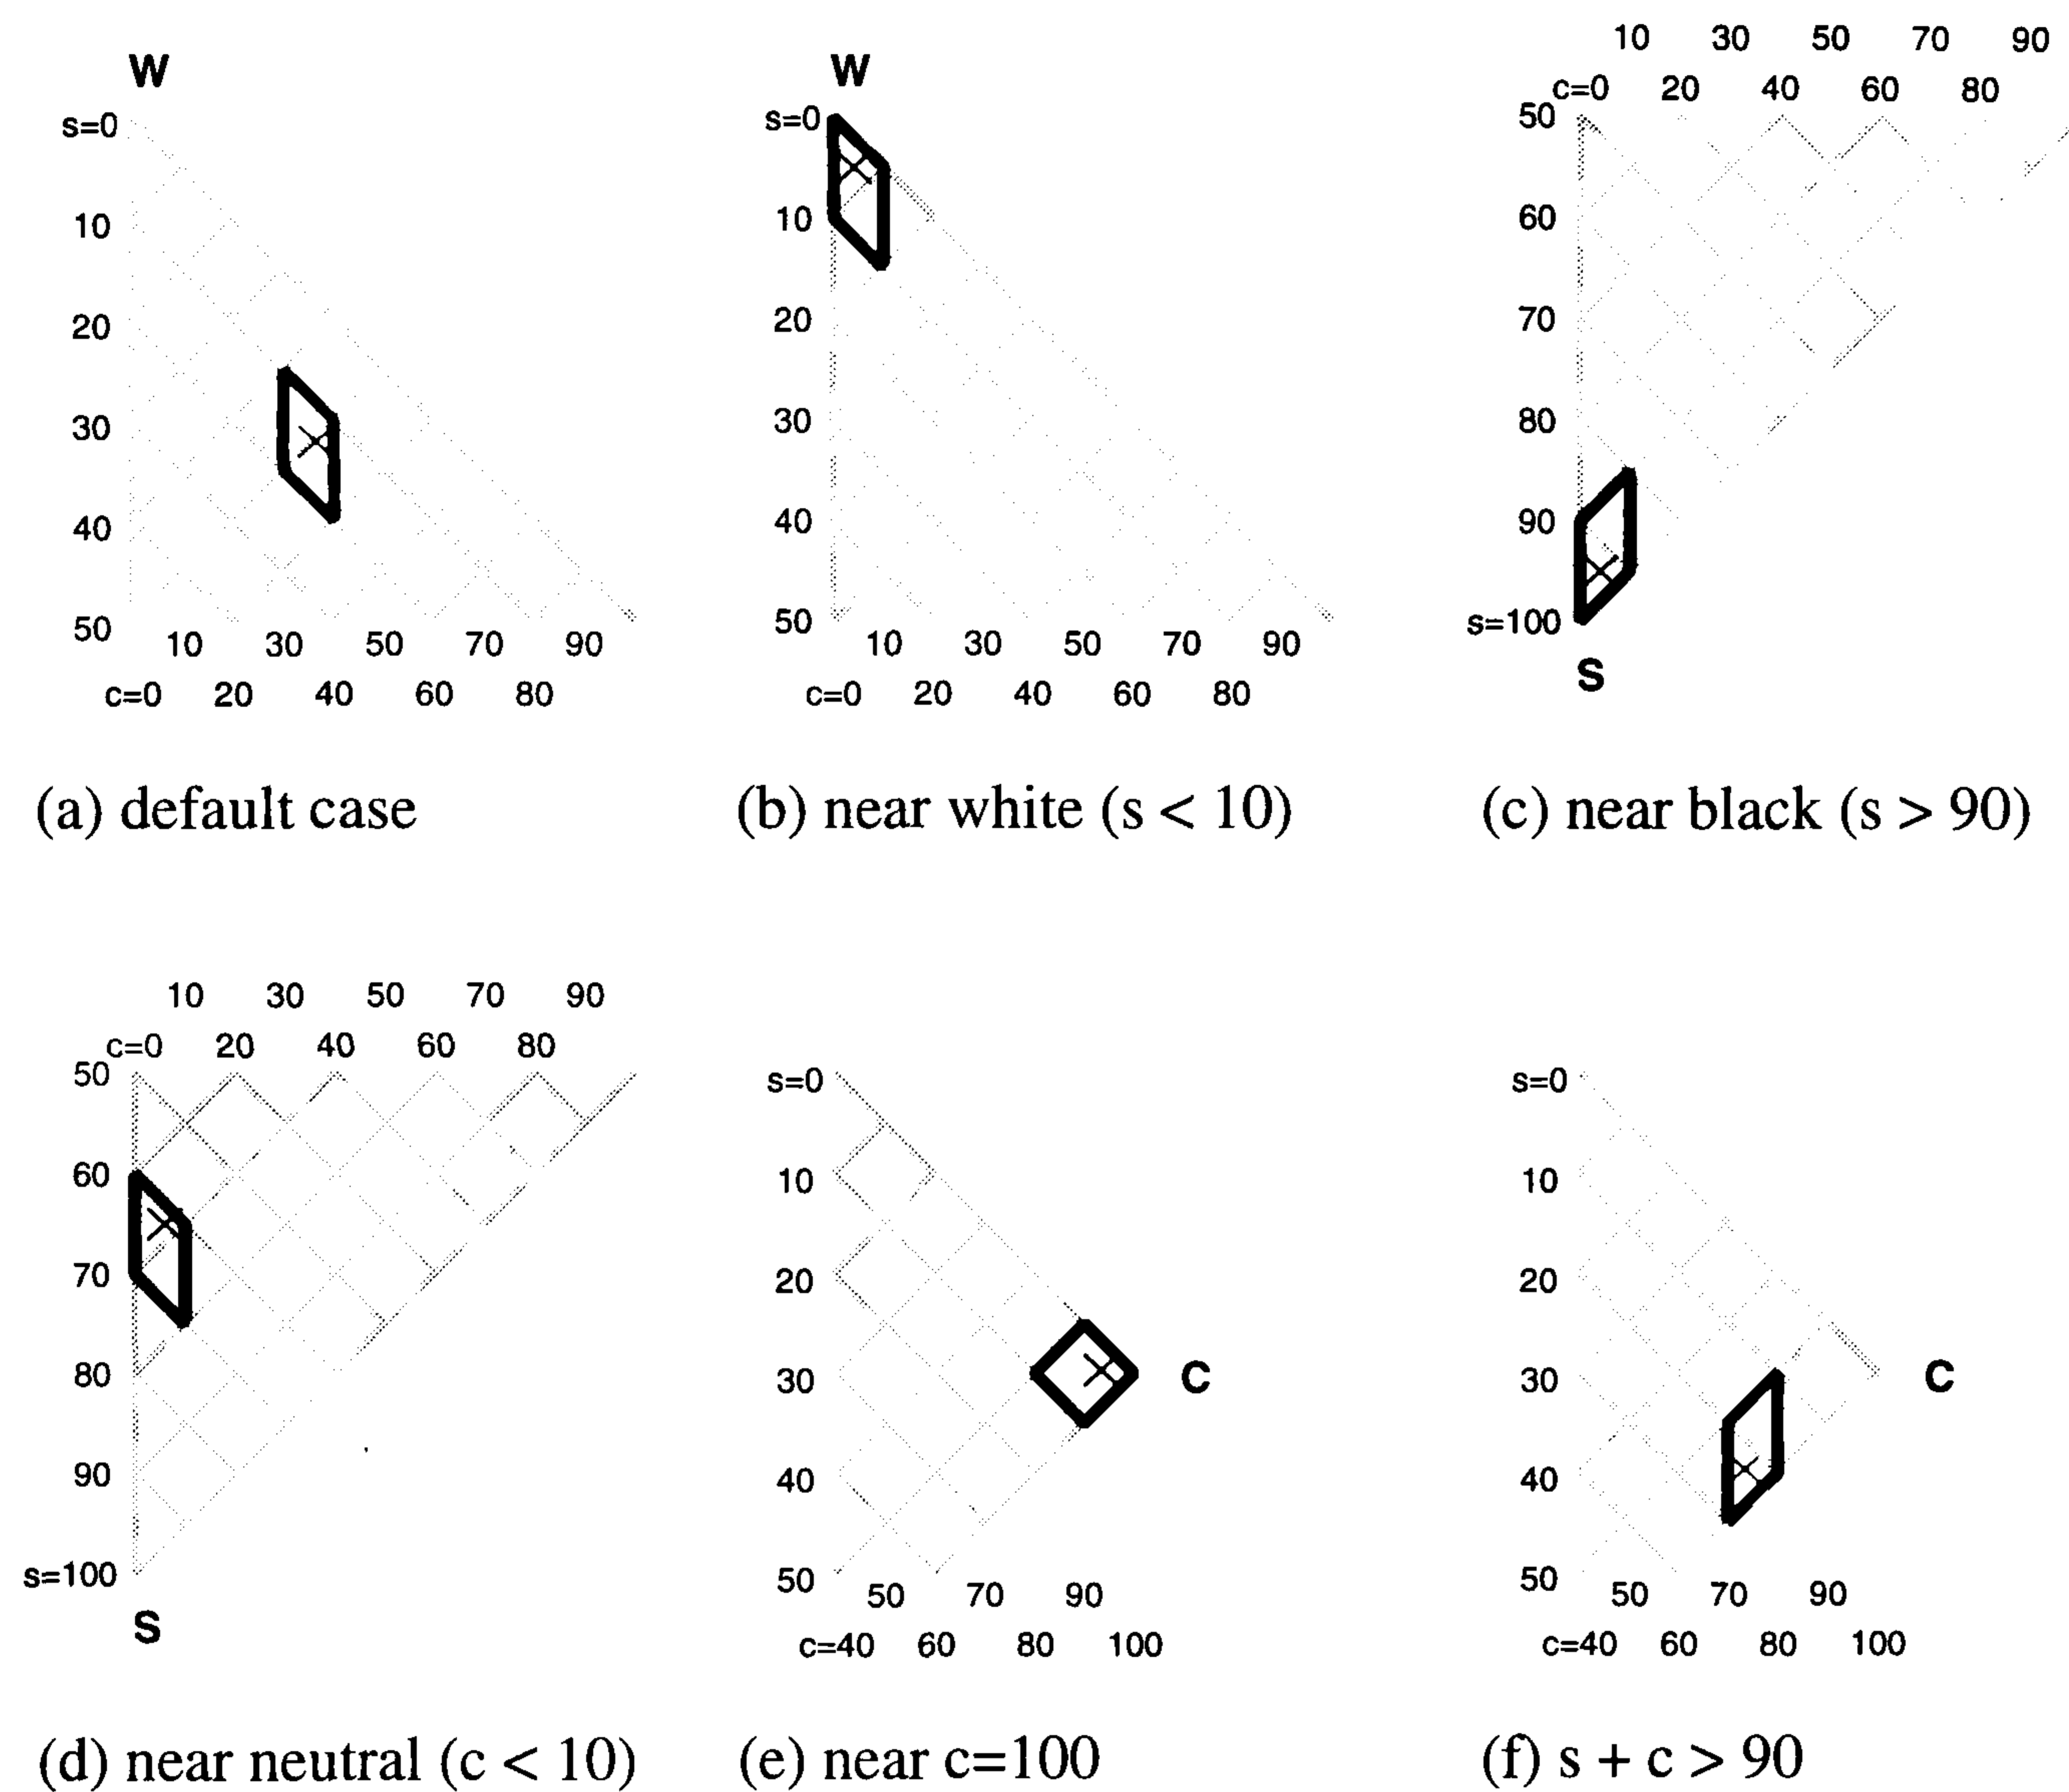 W
s=0
10
20
30
40
50
10 30 50 70 90
c=0 20 40 60 80
(a) default case
W
s=0
10
20
30
40
50
10 30 50 70 90
c=0 20 40 60 80
(b) near white (s < 10)
10 30 50 70 90
c=0 20 40 60 80
50
60
70
80
90
s=100
S
(c) near black (s > 90)
10 30 50 70 90
c=0 20 40 60 80
50
60
70
80
90
s=100
S
(d) near neutral (c < 10)
s=0
10
20
30
C
40
50
50 70 90
c=40 60 80 100
(e) near c=100
s=0
10
20
30
C
40
50
50 70 90
c=40 60 80 100
(f) s + c > 90